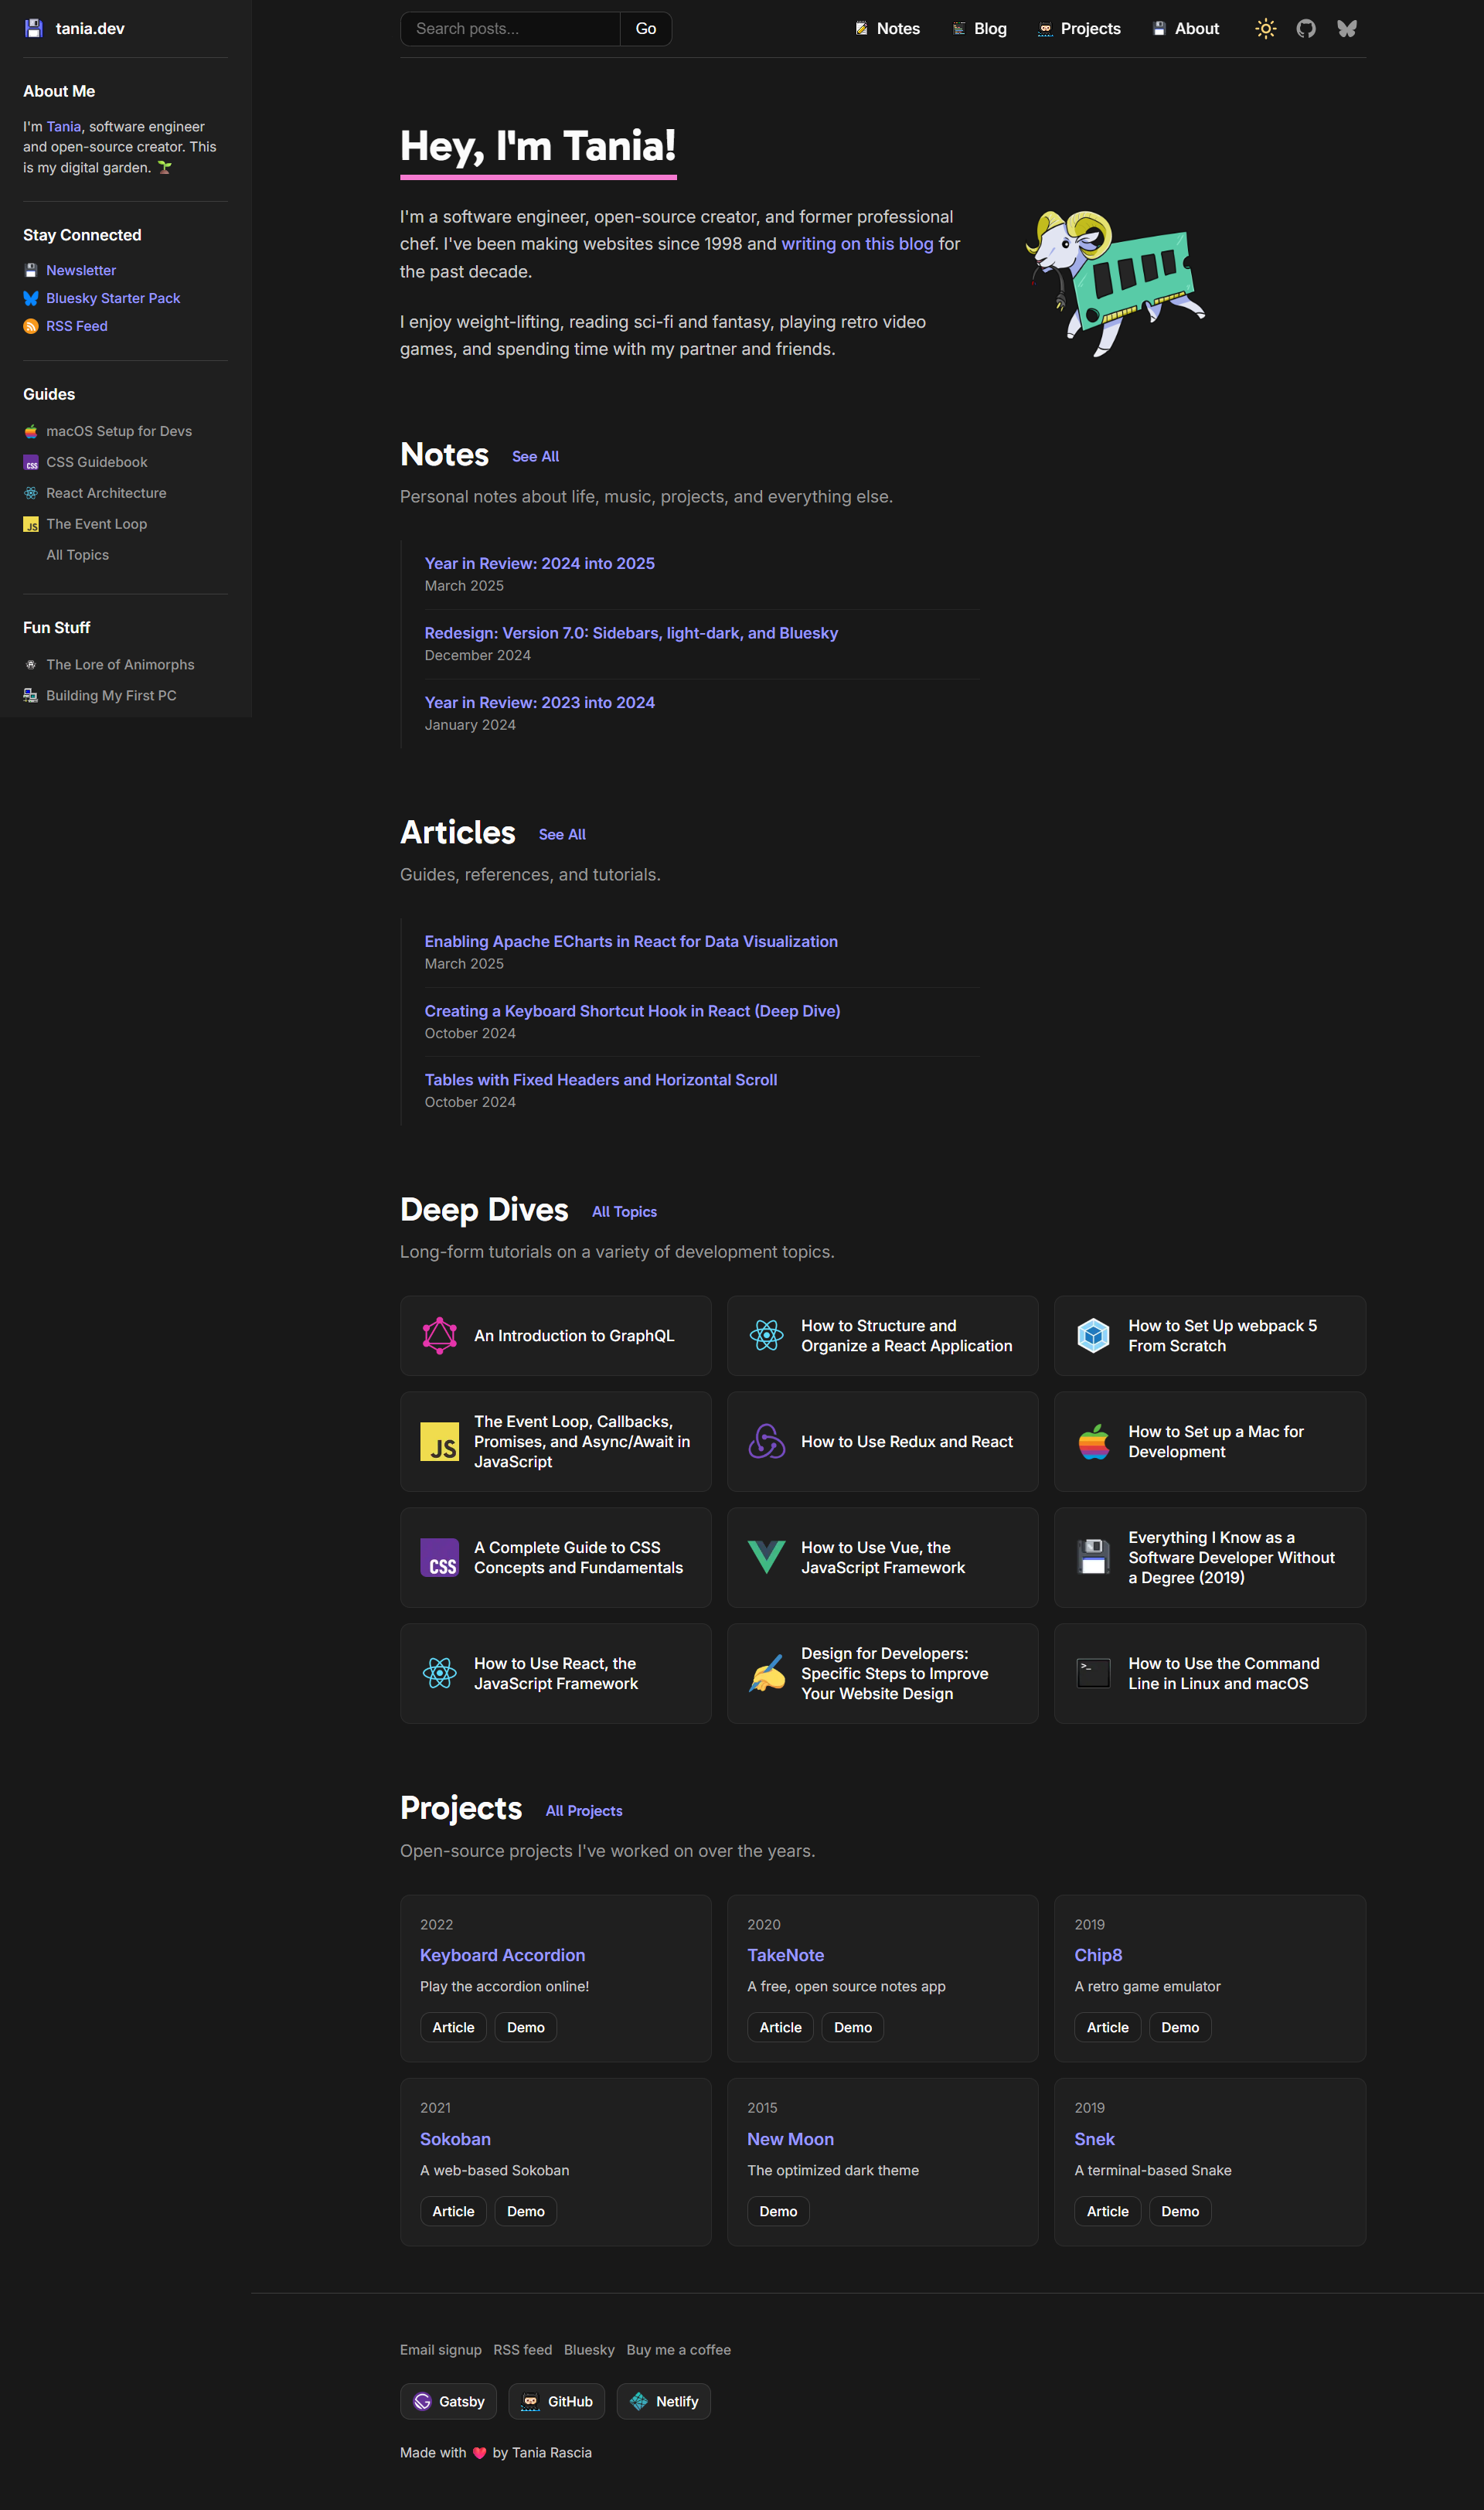 tania.dev
About Me
I'm Tania, software engineer
and open-source creator. This
is my digital garden.
Stay Connected
Newsletter
Bluesky Starter Pack
RSS Feed
Guides
macOS Setup for Devs
CSS
CSS Guidebook
React Architecture
JS
The Event Loop
All Topics
Fun Stuff
The Lore of Animorphs
Building My First PC
Search posts...
Go
Notes
Blog
Projects
About
Hey, I'm Tania!
I'm a software engineer, open-source creator, and former professional
chef. I've been making websites since 1998 and writing on this blog for
the past decade.
I enjoy weight-lifting, reading sci-fi and fantasy, playing retro video
games, and spending time with my partner and friends.
Notes See All
Personal notes about life, music, projects, and everything else.
Year in Review: 2024 into 2025
March 2025
Redesign: Version 7.0: Sidebars, light-dark, and Bluesky
December 2024
Year in Review: 2023 into 2024
January 2024
Articles See All
Guides, references, and tutorials.
Enabling Apache ECharts in React for Data Visualization
March 2025
Creating a Keyboard Shortcut Hook in React (Deep Dive)
October 2024
Tables with Fixed Headers and Horizontal Scroll
October 2024
Deep Dives All Topics
Long-form tutorials on a variety of development topics.
An Introduction to GraphQL
How to Structure and
Organize a React Application
How to Set Up webpack 5
From Scratch
JS
The Event Loop, Callbacks,
Promises, and Async/Await in
JavaScript
How to Use Redux and React
How to Set up a Mac for
Development
CSS
A Complete Guide to CSS
Concepts and Fundamentals
How to Use Vue, the
JavaScript Framework
Everything I Know as a
Software Developer Without
a Degree (2019)
How to Use React, the
JavaScript Framework
Design for Developers:
Specific Steps to Improve
Your Website Design
>_
How to Use the Command
Line in Linux and macOS
Projects All Projects
Open-source projects I've worked on over the years.
2022
Keyboard Accordion
Play the accordion online!
Article Demo
2020
TakeNote
A free, open source notes app
Article Demo
2019
Chip8
A retro game emulator
Article Demo
2021
Sokoban
A web-based Sokoban
Article Demo
2015
New Moon
The optimized dark theme
Demo
2019
Snek
A terminal-based Snake
Article Demo
Email signup RSS feed Bluesky Buy me a coffee
Gatsby GitHub Netlify
Made with ❤️ by Tania Rascia